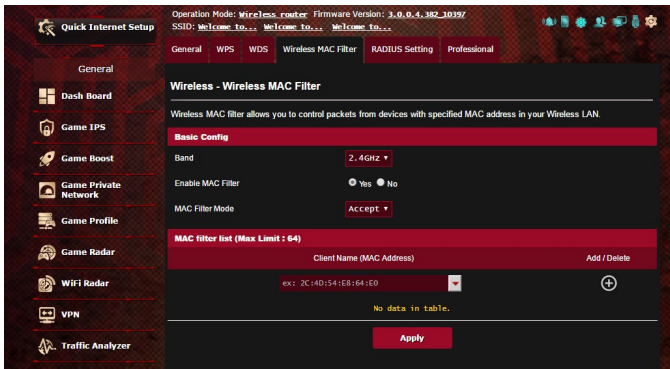 Quick Internet Setup
General
Dash Board
Game IPS
Game Boost
Game Private
Network
Game Profile
Game Radar
WiFi Radar
VPN
Traffic Analyzer
Operation Mode: Wireless router Firmware Version: 3.0.0.4.382_10397
SSID: Welcome to... Welcome to... Welcome to...
General WPS WDS Wireless MAC Filter RADIUS Setting Professional
Wireless - Wireless MAC Filter
Wireless MAC filter allows you to control packets from devices with specified MAC address in your Wireless LAN.
Basic Config
Band 2.4GHz
Enable MAC Filter Yes No
MAC Filter Mode Accept
MAC filter list (Max Limit : 64)
Client Name (MAC Address) Add / Delete
ex: 2C:4D:54:E8:64:E0
No data in table.
Apply